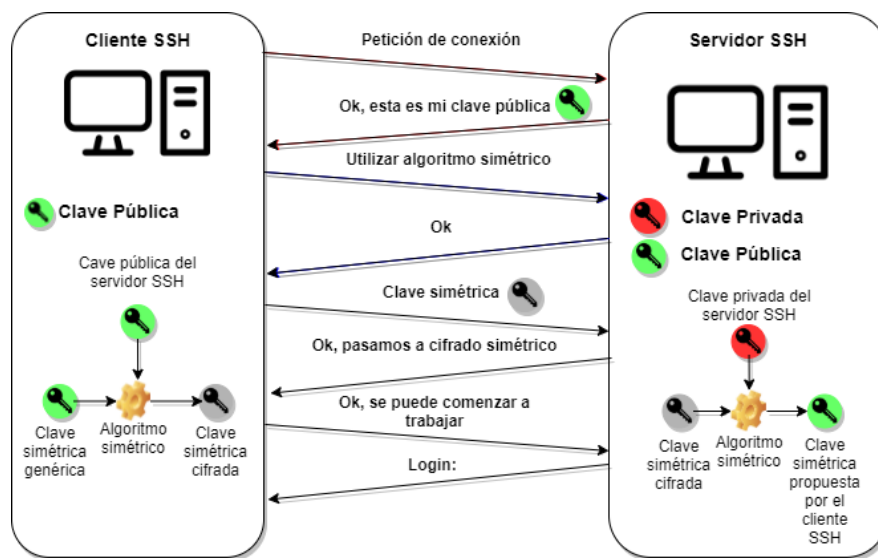 Cliente SSH
Petición de conexión
Servidor SSH
Ok, esta es mi clave pública
Utilizar algoritmo simétrico
Clave Pública
Clave Privada
Ok
Clave Pública
Cave pública del
servidor SSH
Clave simétrica
Clave privada del
servidor SSH
Ok, pasamos a cifrado simétrico
Ok, se puede comenzar a
trabajar
Clave
simétrica
genérica
Algoritmo
simétrico
Clave
simétrica
cifrada
Login:
Clave
simétrica
cifrada
Algoritmo
simétrico
Clave
simétrica
propuesta
por el
cliente
SSH